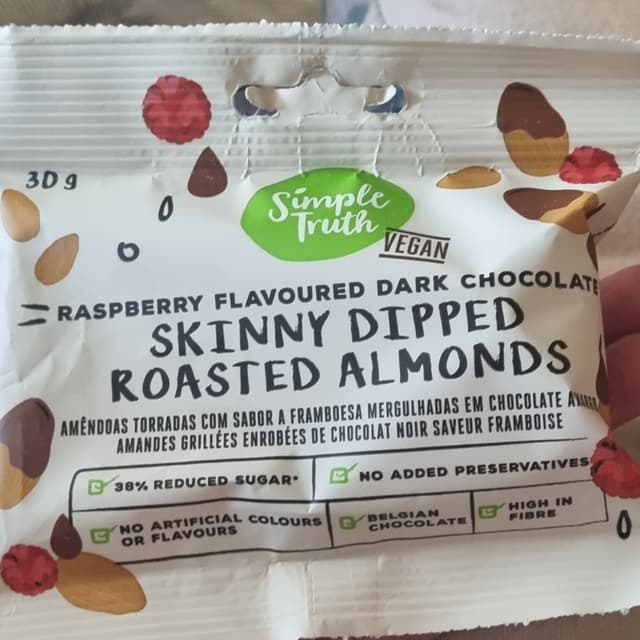 30g
Simple
Truth
VEGAN
RASPBERRY FLAVOURED DARK CHOCOLATE
SKINNY DIPPED
ROASTED ALMONDS
AMÊNDOAS TORRADAS COM SABOR A FRAMBOESA MERGULHADAS EM CHOCOLATE
AMANDES GRILLÉES ENROBÉES DE CHOCOLAT NOIR SAVEUR FRAMBOISE
38% REDUCED SUGAR*
NO ADDED PRESERVATIVES
NO ARTIFICIAL COLOURS
OR FLAVOURS
BELGIAN
CHOCOLATE
HIGH IN
FIBRE